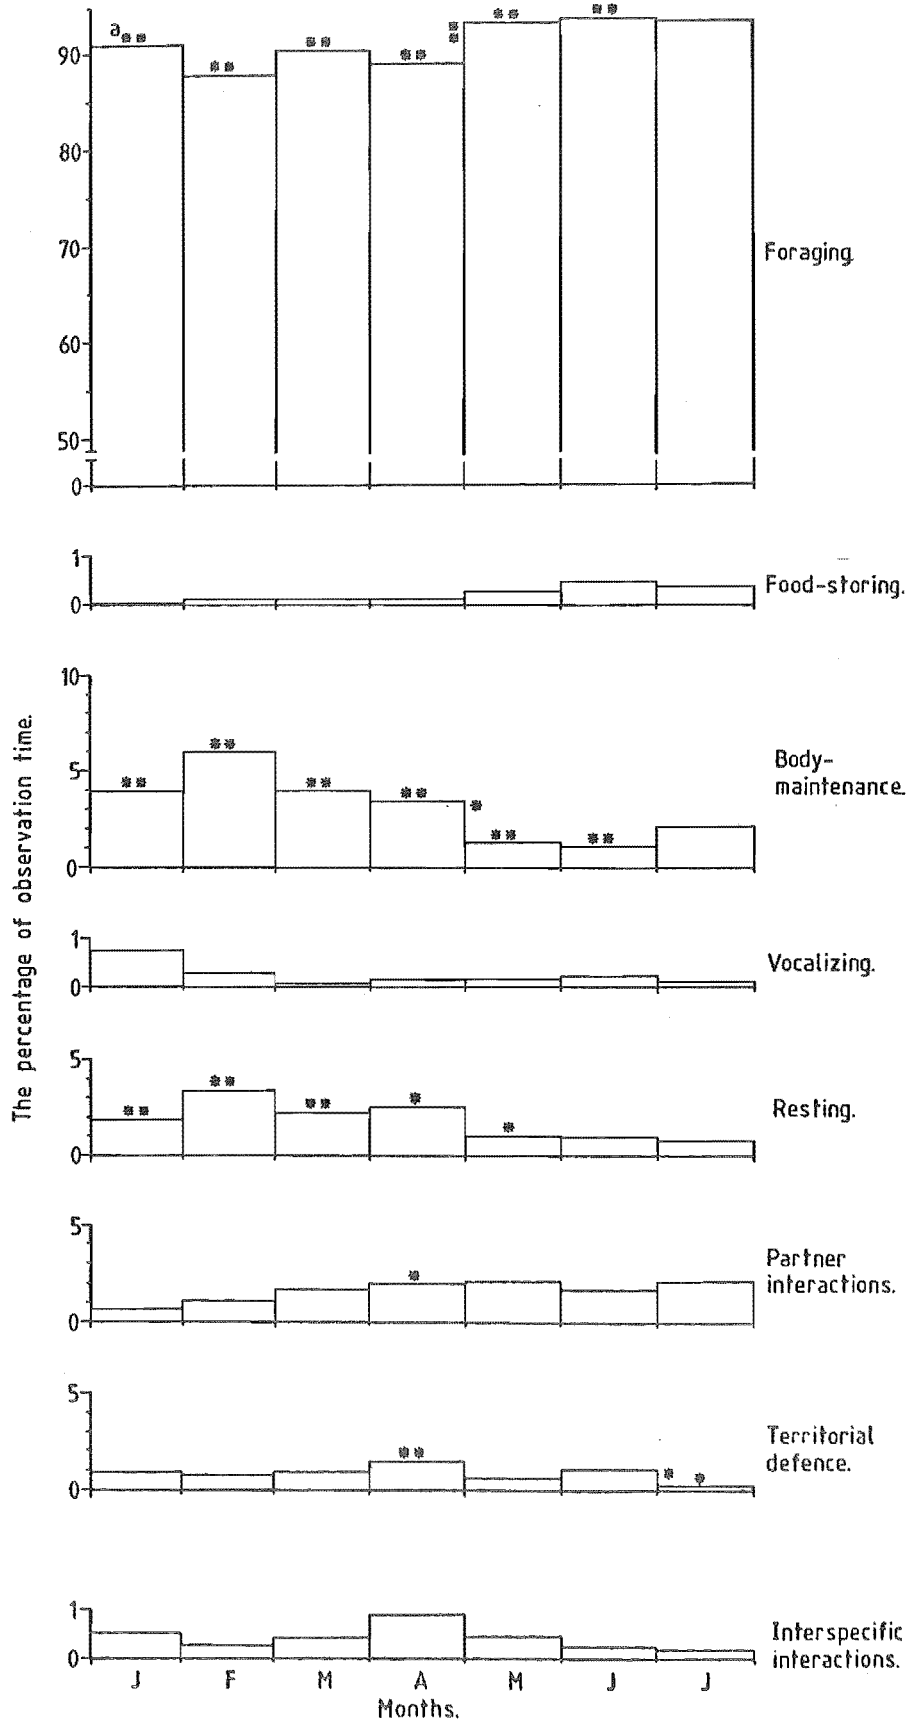 a
**
**
**
**
**
**
**
90
80
70
60
50
0
Foraging
1
0
Food-storing.
10
5
0
**
**
**
**
*
**
**
Body-
maintenance.
1
0
Vocalizing.
5
0
**
**
**
*
*
Resting.
5
0
*
Partner
interactions.
5
0
**
*
*
Territorial
defence.
1
0
Interspecific
interactions.
J F M A M J J
Months.
The percentage of observation time.